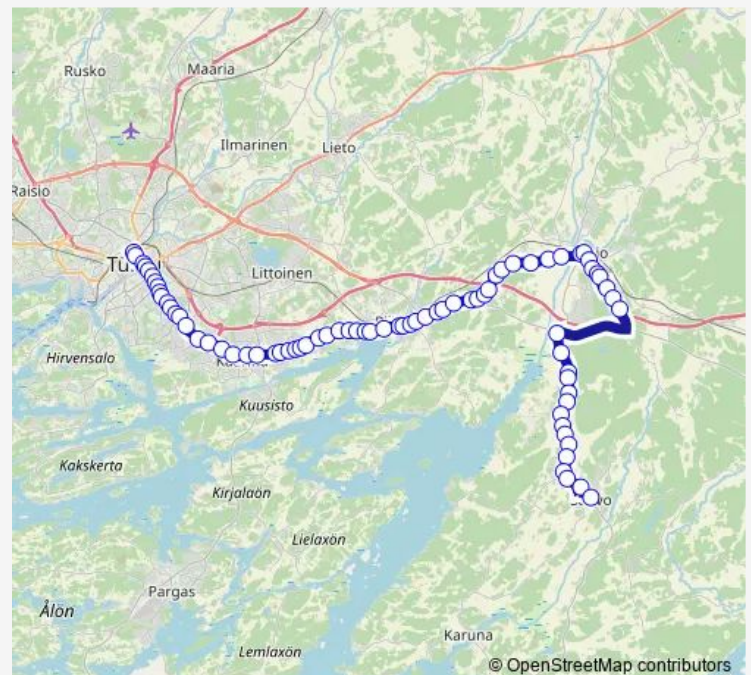 Rusko
Maaria
Ilmarinen
Lieto
Raisio
Littoinen
Hirvensalo
Kuusisto
Kakskerta
Kirjalaön
Lielaxön
Pargas
Ålön
Karuna
Lemlaxön
© OpenStreetMap contributors